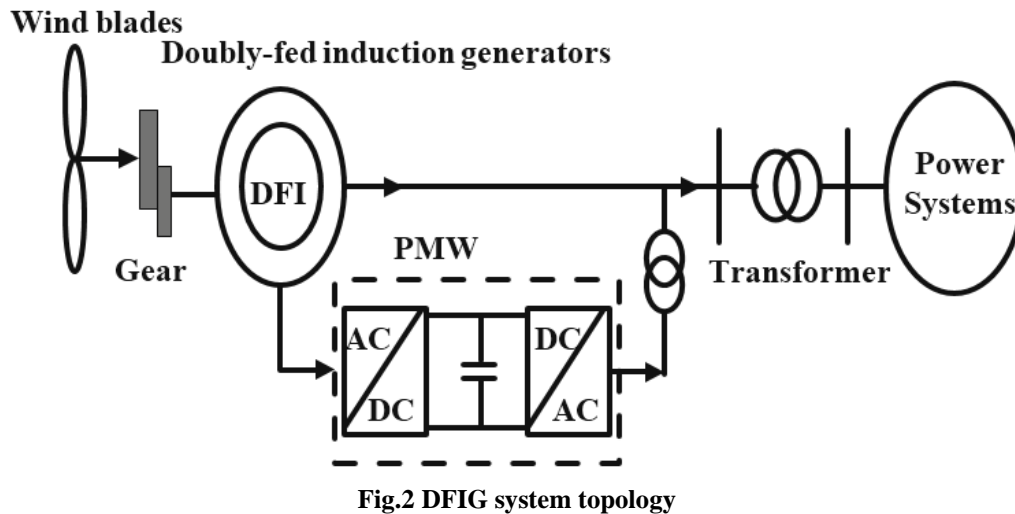 Wind blades
Doubly-fed induction generators
DFI
Power
Systems
Gear
PMW
Transformer
AC
DC
DC
AC
Fig.2 DFIG system topology